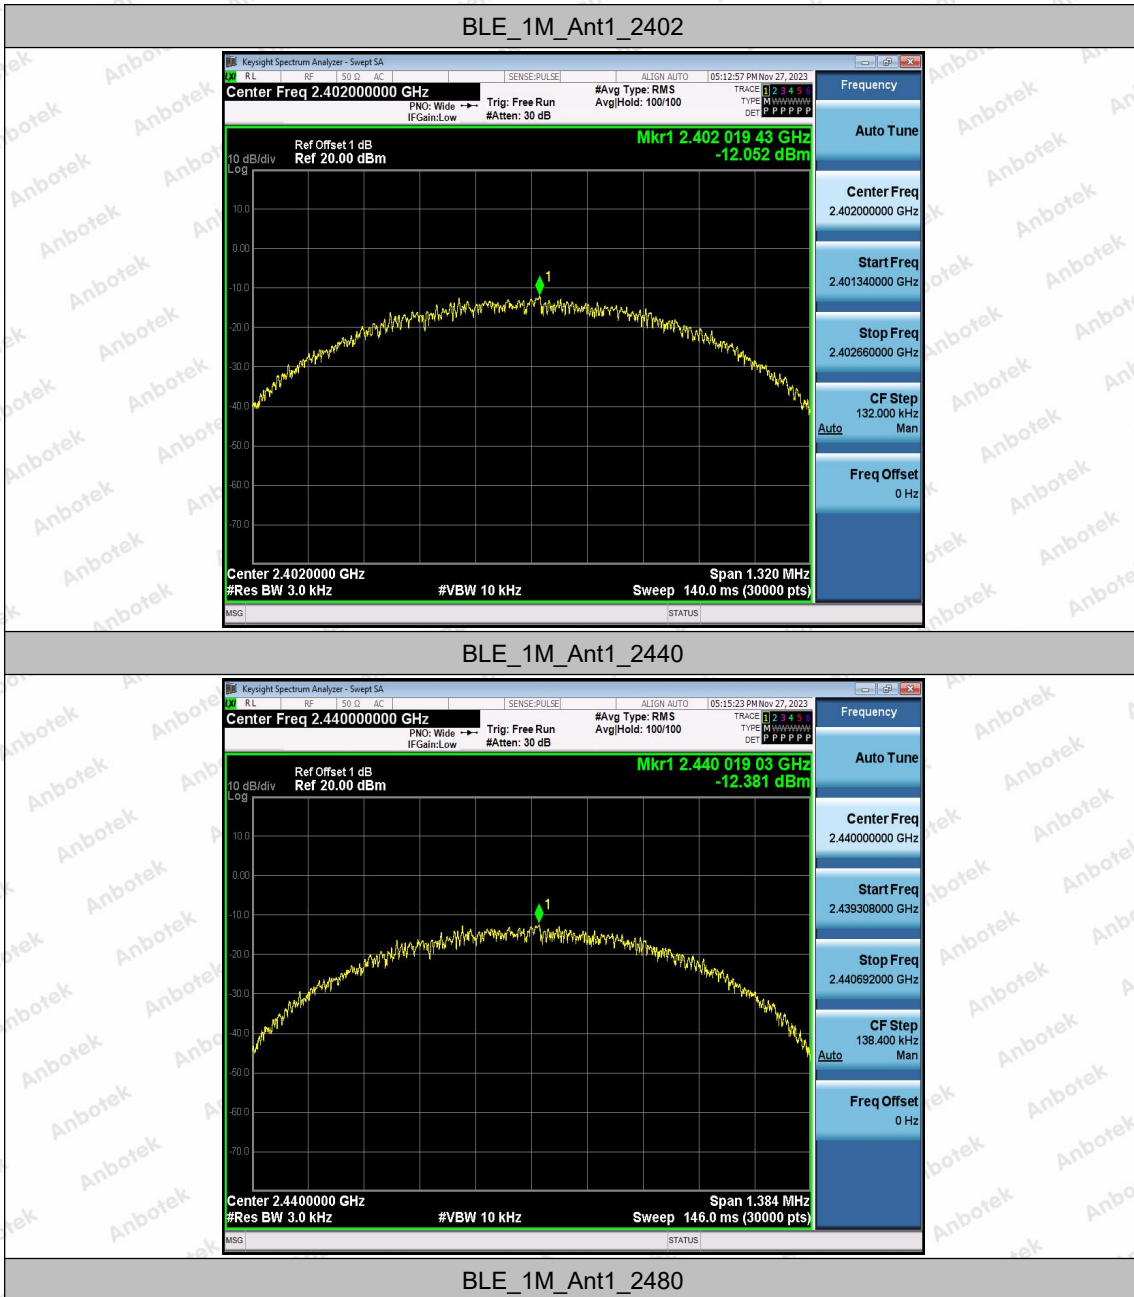 BLE_1M_Ant1_2402
Keysight Spectrum Analyzer - Swept SA
LXI RL RF 50 Ω AC SENSE:PULSE ALIGN AUTO 05:12:57 PM Nov 27, 2023
Center Freq 2.402000000 GHz
PNO: Wide
IFGain:Low
Trig: Free Run
#Atten: 30 dB
#Avg Type: RMS
Avg|Hold: 100/100
TRACE 1 2 3 4 5 6
TYPE M W W W W W
DET P P P P P P
Mkr1 2.402 019 43 GHz
-12.052 dBm
Ref Offset 1 dB
10 dB/div Ref 20.00 dBm
Log
10.0
0.00
-10.0
-20.0
-30.0
-40.0
-50.0
-60.0
-70.0
1
Center 2.4020000 GHz Span 1.320 MHz
#Res BW 3.0 kHz #VBW 10 kHz Sweep 140.0 ms (30000 pts)
MSG STATUS
Frequency
Auto Tune
Center Freq
2.402000000 GHz
Start Freq
2.401340000 GHz
Stop Freq
2.402660000 GHz
CF Step
132.000 kHz
Auto Man
Freq Offset
0 Hz
BLE_1M_Ant1_2440
Keysight Spectrum Analyzer - Swept SA
LXI RL RF 50 Ω AC SENSE:PULSE ALIGN AUTO 05:15:23 PM Nov 27, 2023
Center Freq 2.440000000 GHz
PNO: Wide
IFGain:Low
Trig: Free Run
#Atten: 30 dB
#Avg Type: RMS
Avg|Hold: 100/100
TRACE 1 2 3 4 5 6
TYPE M W W W W W
DET P P P P P P
Mkr1 2.440 019 03 GHz
-12.381 dBm
Ref Offset 1 dB
10 dB/div Ref 20.00 dBm
Log
10.0
0.00
-10.0
-20.0
-30.0
-40.0
-50.0
-60.0
-70.0
1
Center 2.4400000 GHz Span 1.384 MHz
#Res BW 3.0 kHz #VBW 10 kHz Sweep 146.0 ms (30000 pts)
MSG STATUS
Frequency
Auto Tune
Center Freq
2.440000000 GHz
Start Freq
2.439308000 GHz
Stop Freq
2.440692000 GHz
CF Step
138.400 kHz
Auto Man
Freq Offset
0 Hz
BLE_1M_Ant1_2480
Anbotek